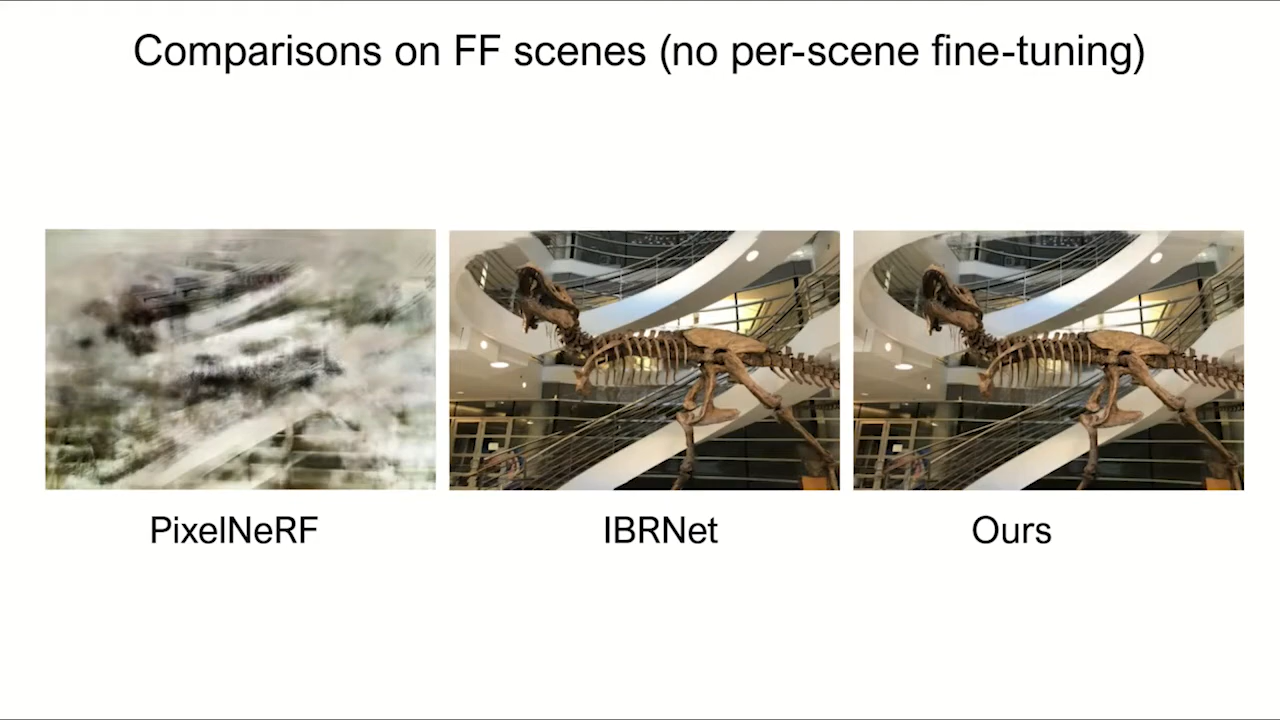 Comparisons on FF scenes (no per-scene fine-tuning)
PixelNeRF
IBRNet
Ours